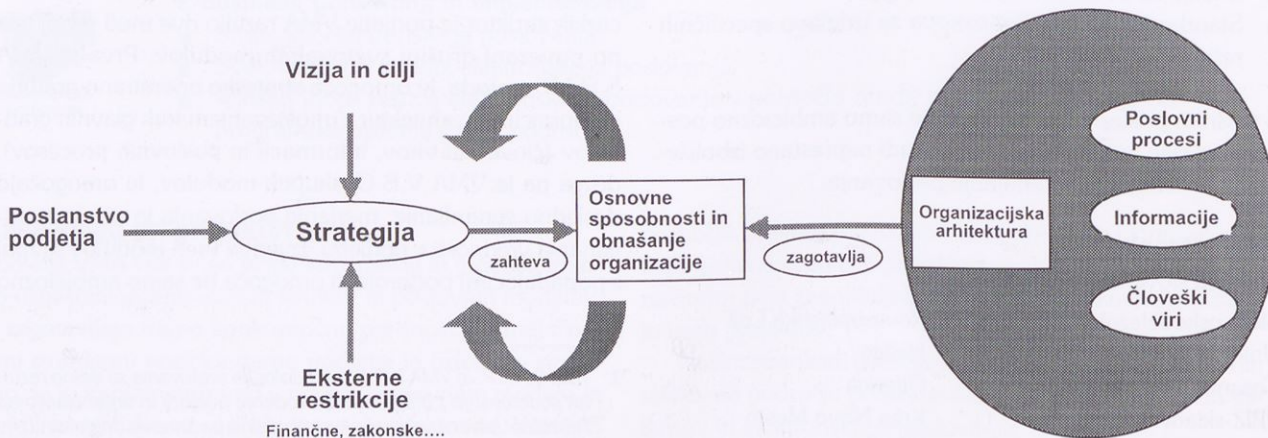 Vizija in cilji
Poslanstvo
podjetja
Strategija
zahteva
Osnovne
sposobnosti in
obnašanje
organizacije
zagotavlja
Organizacijska
arhitektura
Poslovni
procesi
Informacije
Človeški
viri
Eksterne
restrikcije
Finančne, zakonske....